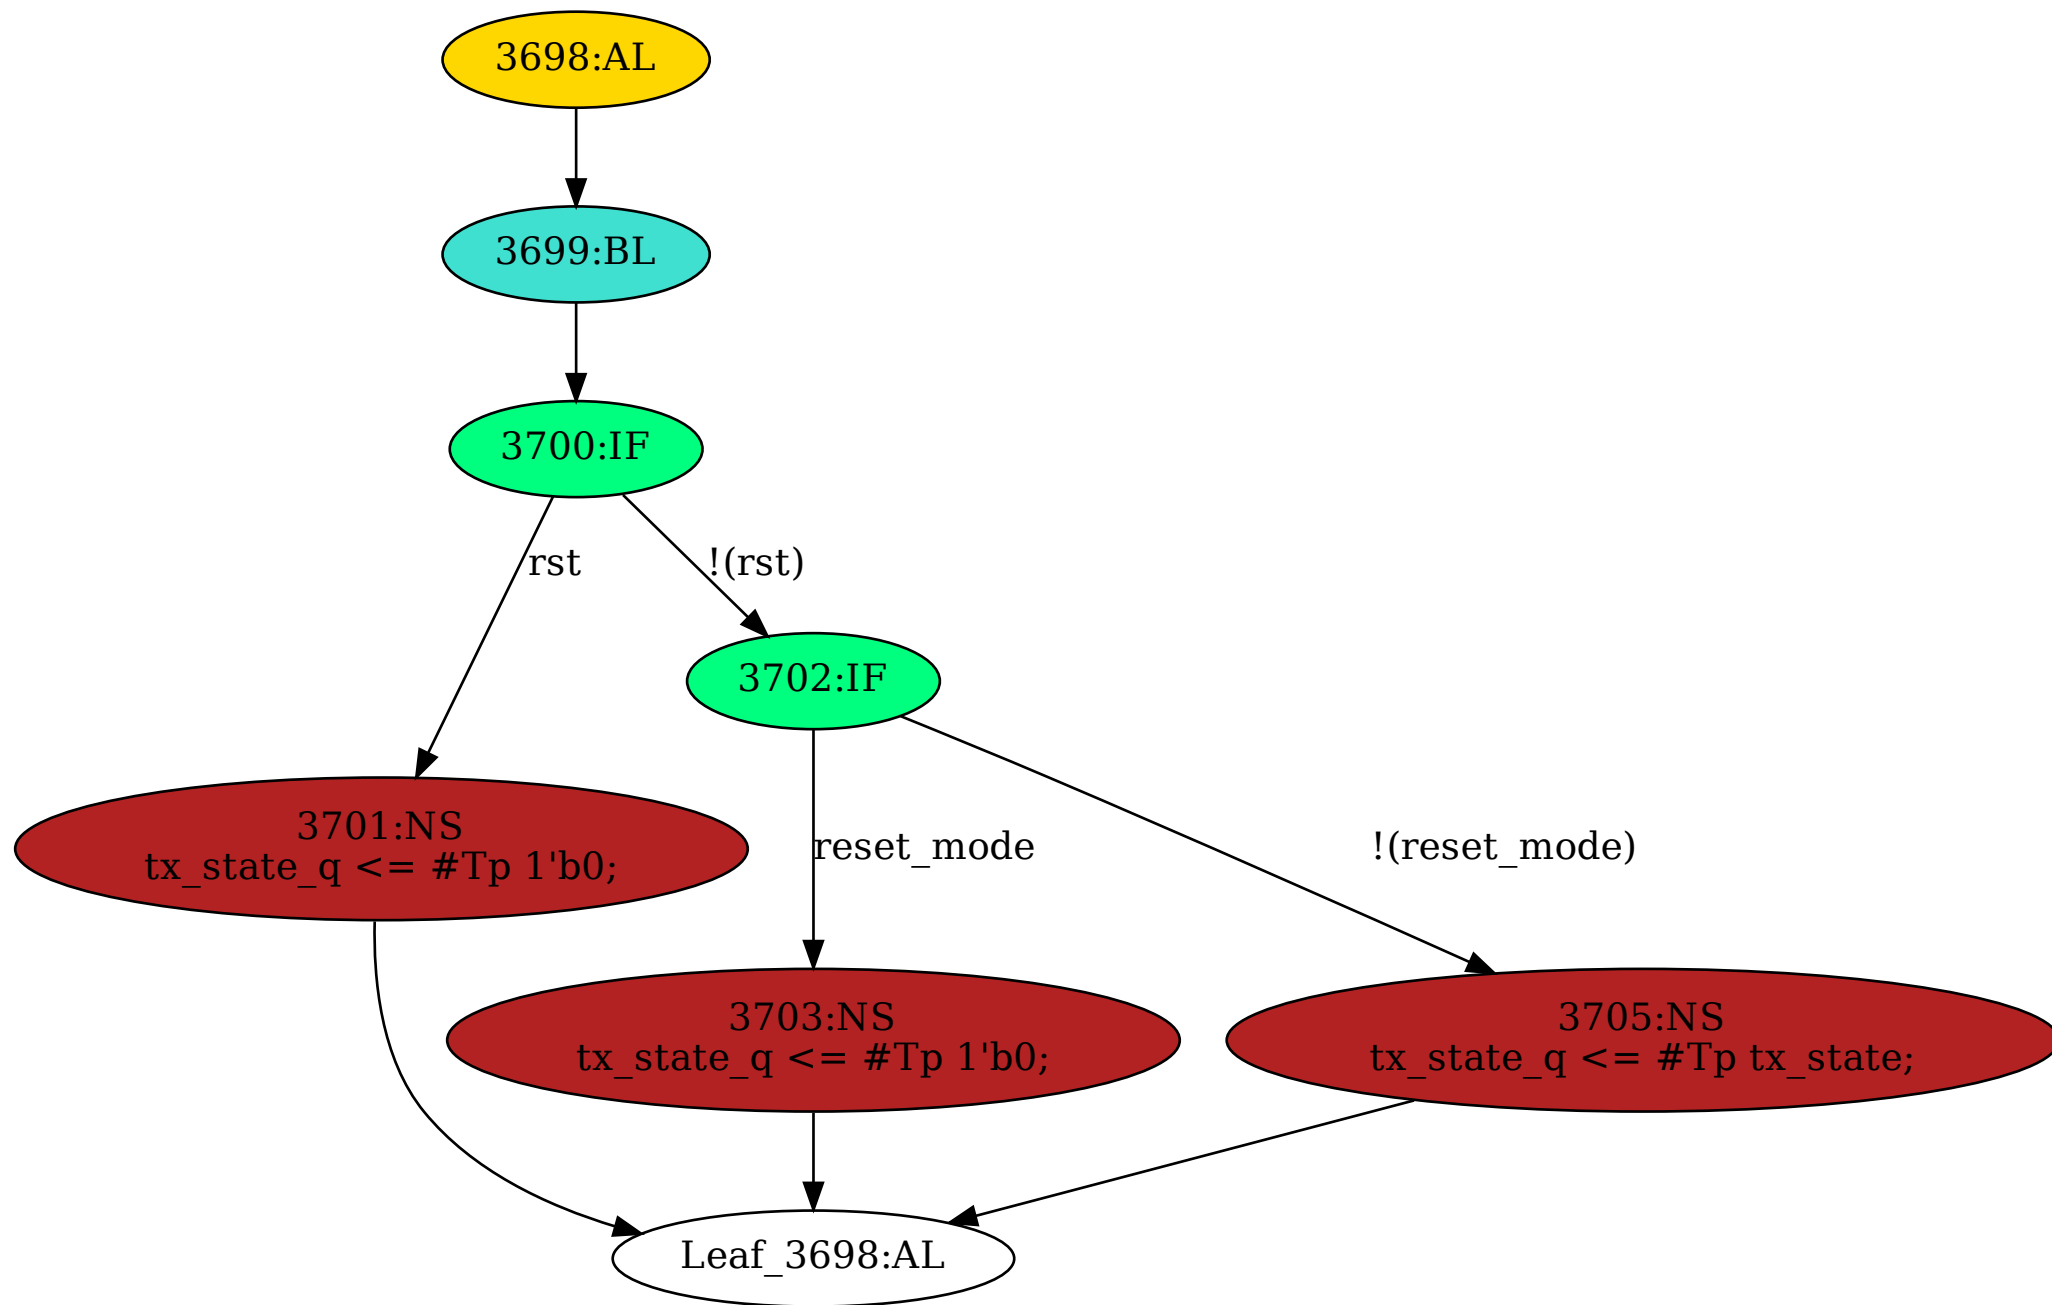 3698:AL
3699:BL
3700:IF
rst
!(rst)
3702:IF
3701:NS
tx_state_q <= #Tp 1'b0;
reset_mode
!(reset_mode)
3703:NS
tx_state_q <= #Tp 1'b0;
3705:NS
tx_state_q <= #Tp tx_state;
Leaf_3698:AL